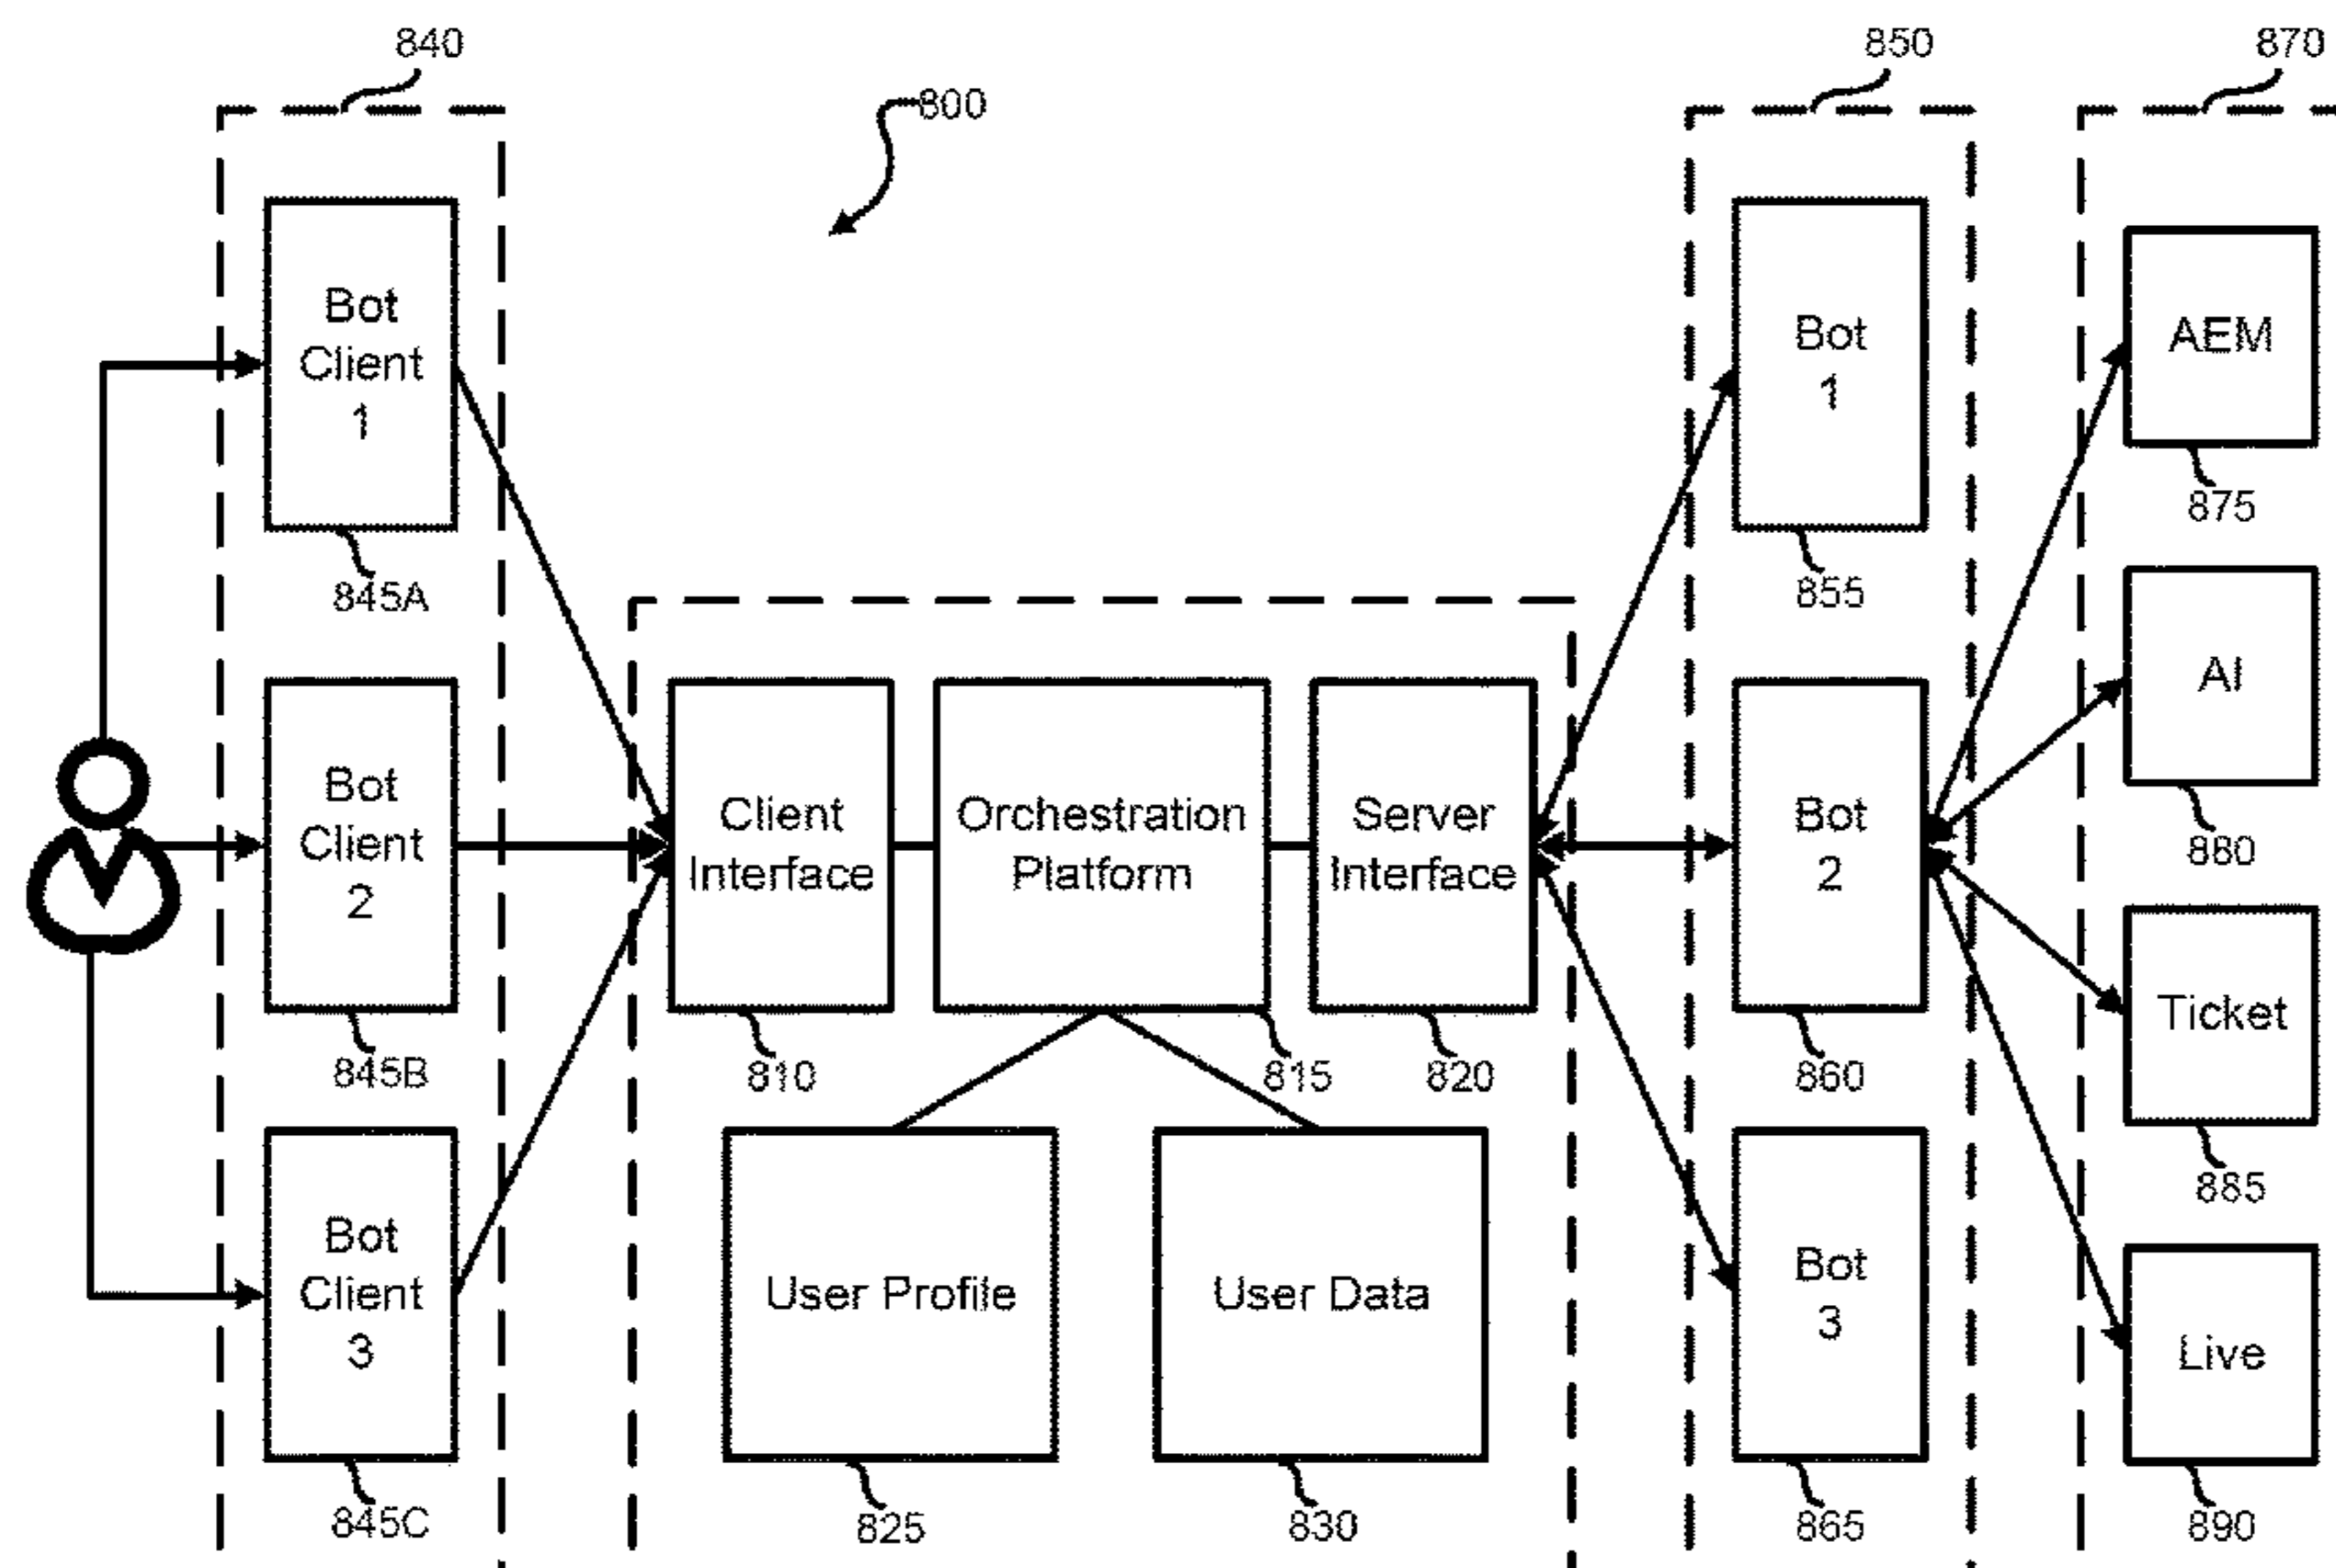 840
850
870
800
Bot
Client
1
845A
Bot
1
855
AEM
875
AI
880
Bot
Client
2
845B
Client
Interface
810
Orchestration
Platform
815
Server
Interface
820
Bot
2
860
Ticket
885
Bot
Client
3
845C
User Profile
825
User Data
830
Bot
3
865
Live
890